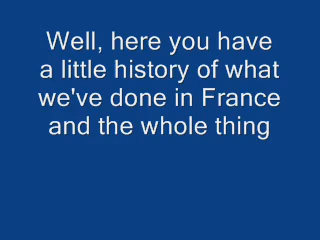 Well, here you have
a little history of what
we've done in France
and the whole thing